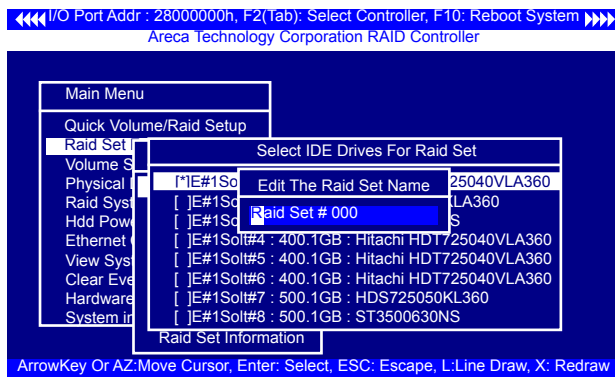 I/O Port Addr : 28000000h, F2(Tab): Select Controller, F10: Reboot System
Areca Technology Corporation RAID Controller
Main Menu
Quick Volume/Raid Setup
Raid Set
Volume S
Physical
Raid Syst
Hdd Pow
Ethernet
View Sys
Clear Eve
Hardware
System in
Select IDE Drives For Raid Set
[*]E#1So
25040VLA360
[ ]E#1So
LA360
[ ]E#1So
S
[ ]E#1Solt#4 : 400.1GB : Hitachi HDT725040VLA360
[ ]E#1Solt#5 : 400.1GB : Hitachi HDT725040VLA360
[ ]E#1Solt#6 : 400.1GB : Hitachi HDT725040VLA360
[ ]E#1Solt#7 : 500.1GB : HDS725050KL360
[ ]E#1Solt#8 : 500.1GB : ST3500630NS
Edit The Raid Set Name
Raid Set # 000
Raid Set Information
ArrowKey Or AZ:Move Cursor, Enter: Select, ESC: Escape, L:Line Draw, X: Redraw